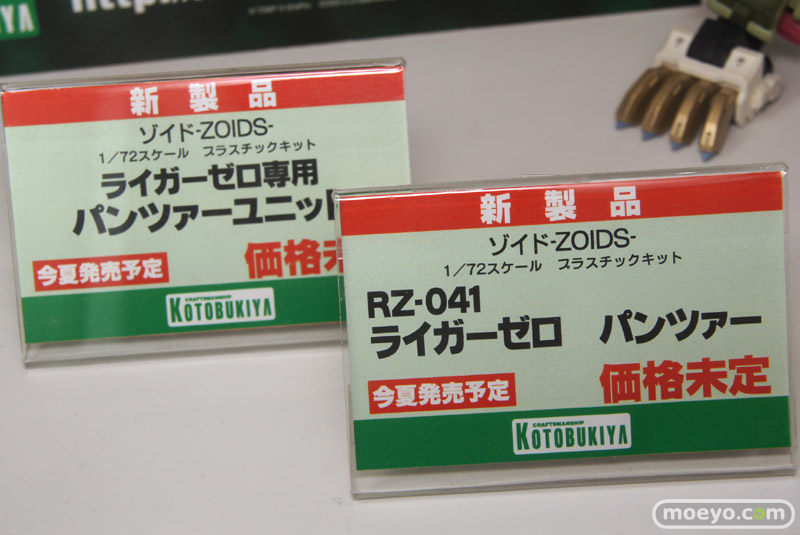 新製品
ゾイド-ZOIDS-
1/72スケール プラスチックキット
ライガーゼロ専用
パンツァーユニット
今夏発売予定
価格未
CRAFTSMANSHIP
KOTOBUKIYA
新製品
ゾイド-ZOIDS-
1/72スケール プラスチックキット
RZ-041
ライガーゼロ パンツァー
今夏発売予定
価格未定
CRAFTSMANSHIP
KOTOBUKIYA
moeyo.com